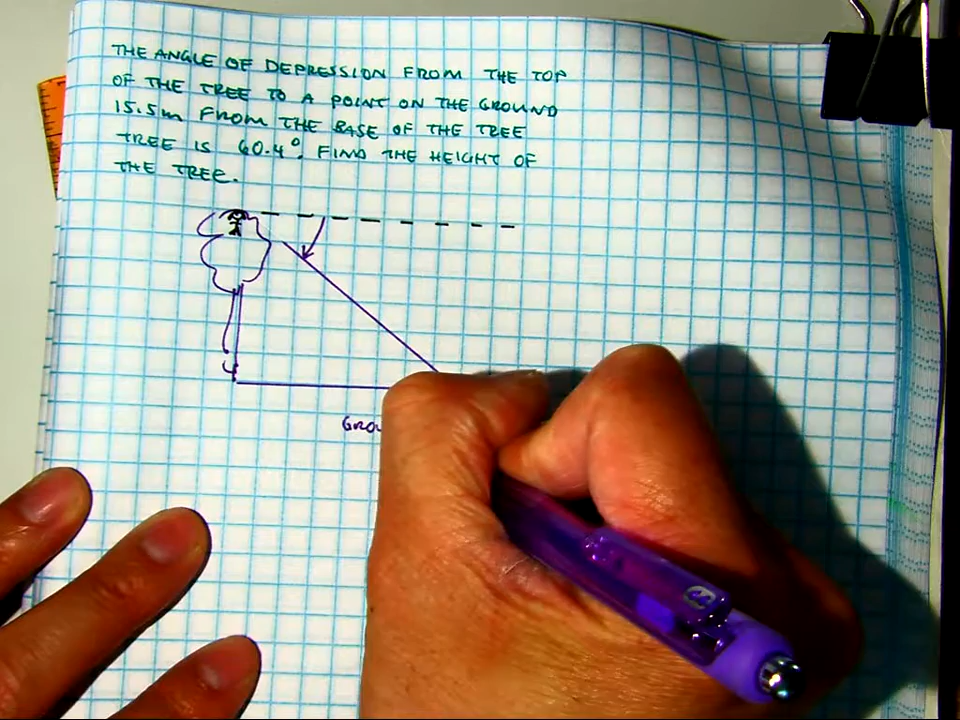 THE ANGLE OF DEPRESSION FROM THE TOP
OF THE TREE TO A POINT ON THE GROUND
15.5m FROM THE BASE OF THE TREE
TREE IS 60.4°. FIND THE HEIGHT OF
THE TREE.
GROU